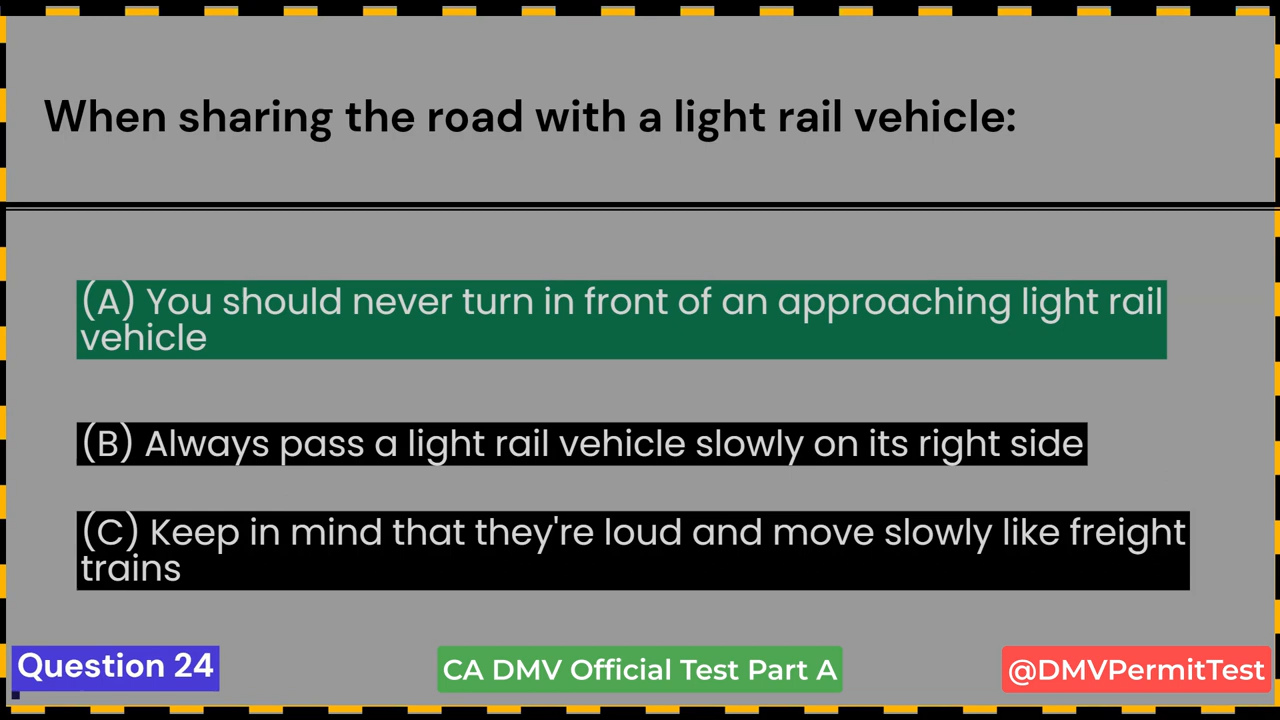 When sharing the road with a light rail vehicle:
(A) You should never turn in front of an approaching light rail
vehicle
(B) Always pass a light rail vehicle slowly on its right side
(C) Keep in mind that they're loud and move slowly like freight
trains
Question 24
CA DMV Official Test Part A
@DMVPermitTest